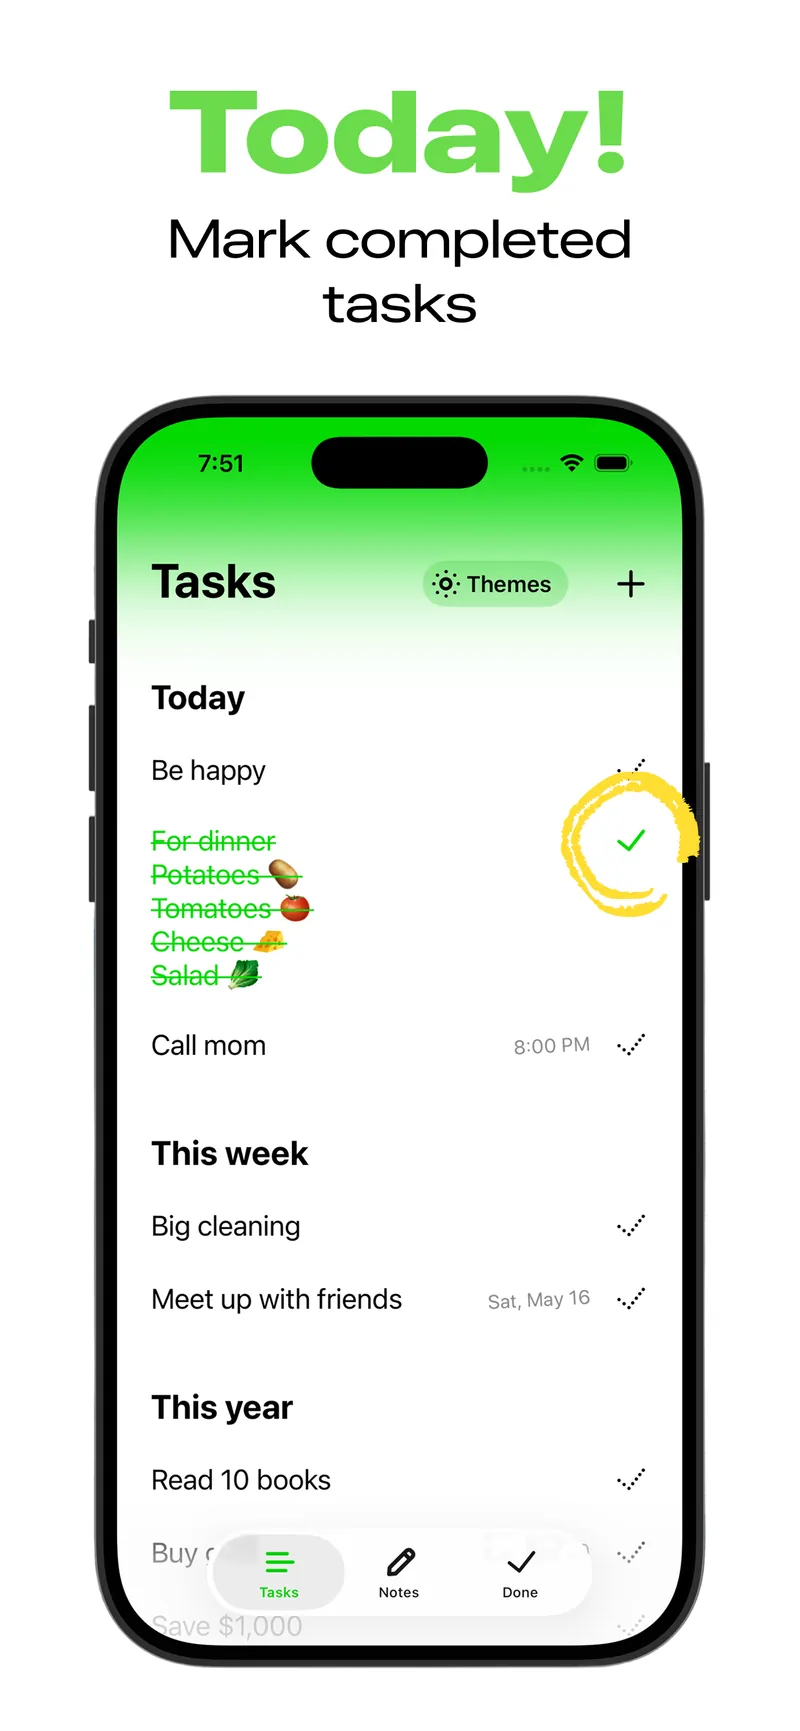 Today!
Mark completed
tasks
7:51
Tasks
Themes
Today
Be happy
For dinner
Potatoes 🥔
Tomatoes 🍅
Cheese 🧀
Salad 🥬
Call mom 8:00 PM
This week
Big cleaning
Meet up with friends Sat, May 16
This year
Read 10 books
Buy
Tasks Notes Done
Save $1,000